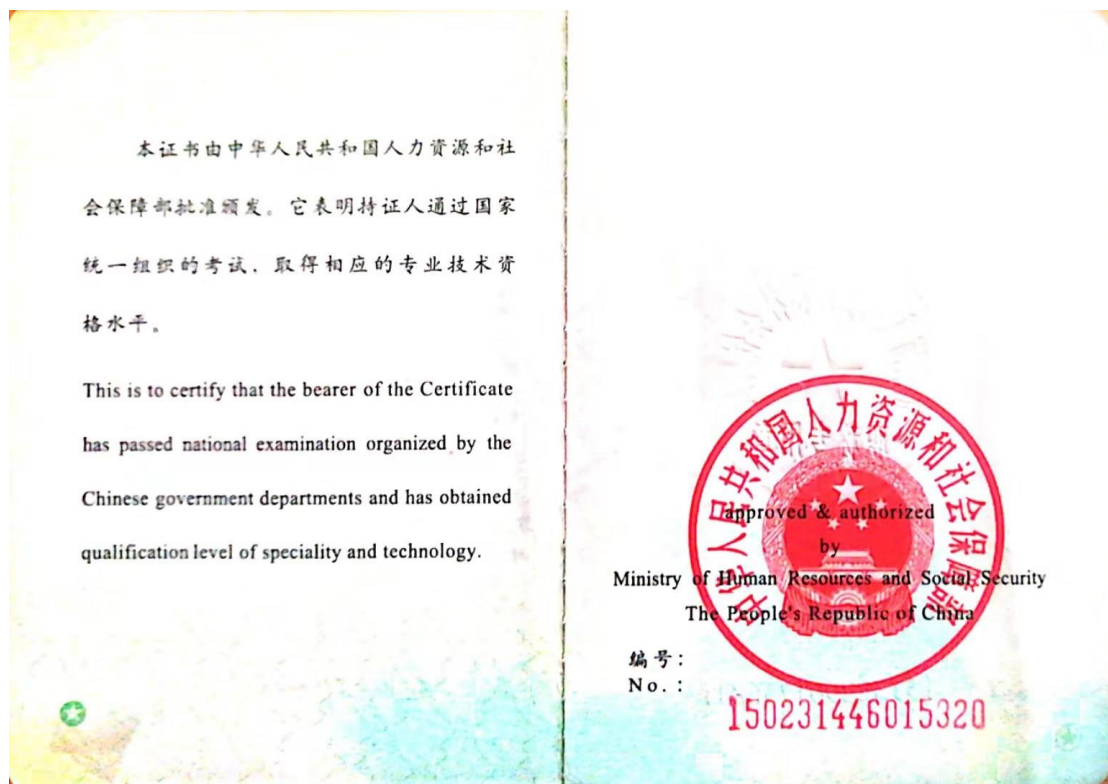 本证书由中华人民共和国人力资源和社
会保障部批准颁发。它表明持证人通过国家
统一组织的考试，取得相应的专业技术资
格水平。
This is to certify that the bearer of the Certificate
has passed national examination organized by the
Chinese government departments and has obtained
qualification level of speciality and technology.
中华人民共和国人力资源和社会保障部
approved & authorized
by
Ministry of Human Resources and Social Security
The People's Republic of China
编号：
No.：
150231446015320